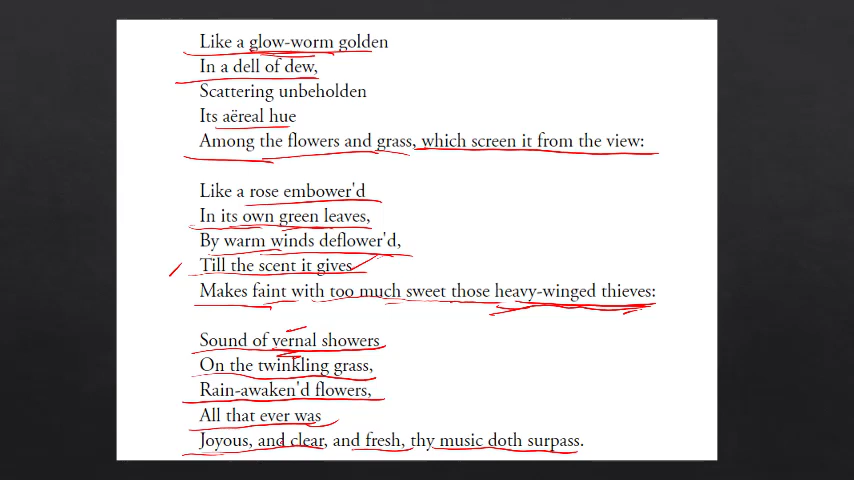 Like a glow-worm golden
In a dell of dew,
Scattering unbeholden
Its aëreal hue
Among the flowers and grass, which screen it from the view:
Like a rose embower'd
In its own green leaves,
By warm winds deflower'd,
Till the scent it gives
Makes faint with too much sweet those heavy-winged thieves:
Sound of vernal showers
On the twinkling grass,
Rain-awaken'd flowers,
All that ever was
Joyous, and clear, and fresh, thy music doth surpass.